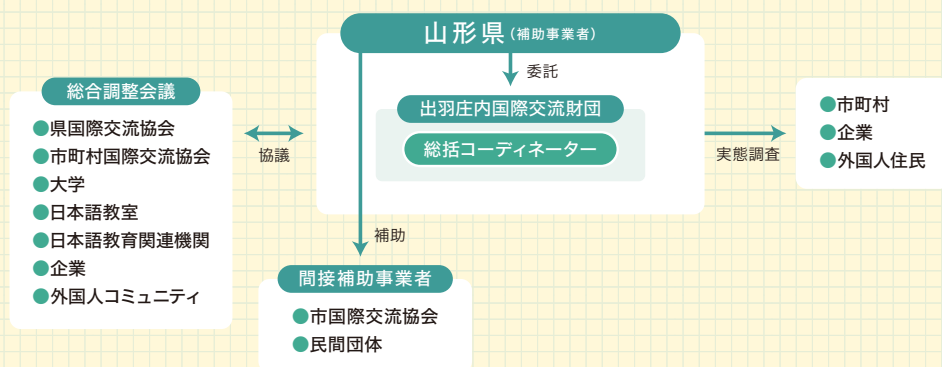 山形県（補助事業者）
委託
出羽庄内国際交流財団
総括コーディネーター
総合調整会議
●県国際交流協会
●市町村国際交流協会
●大学
●日本語教室
●日本語教育関連機関
●企業
●外国人コミュニティ
協議
実態調査
●市町村
●企業
●外国人住民
補助
間接補助事業者
●市国際交流協会
●民間団体